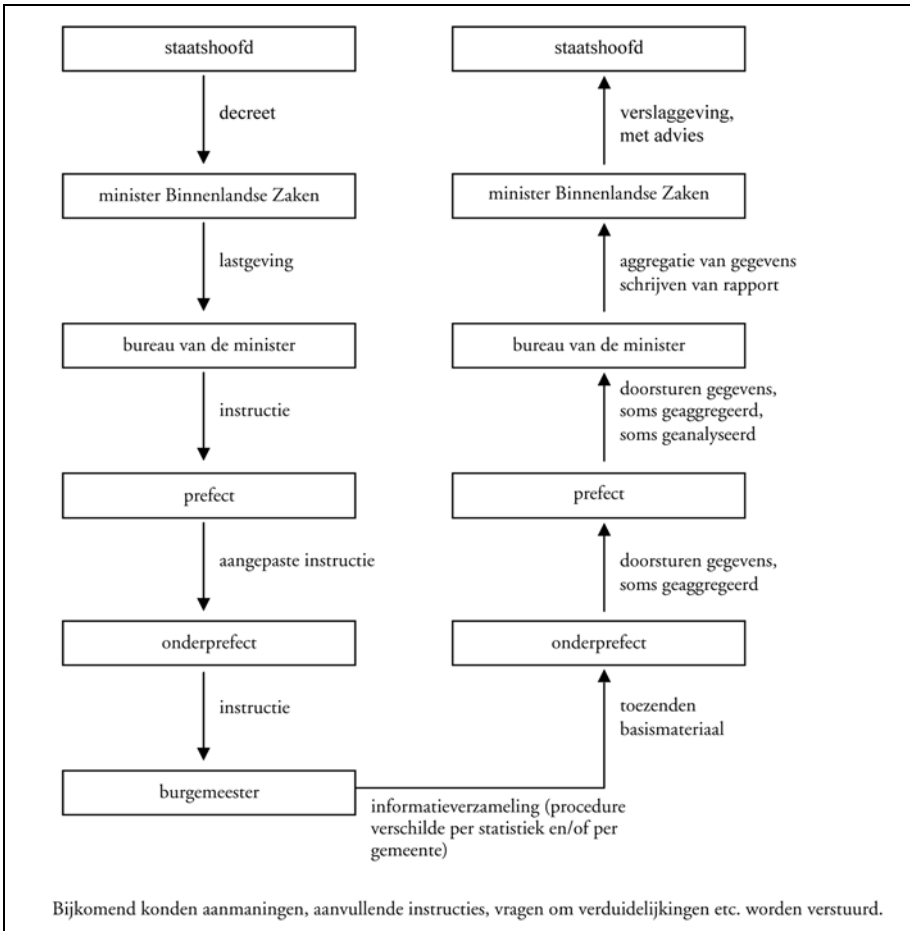 staatshoofd
decreet
minister Binnenlandse Zaken
lastgeving
bureau van de minister
instructie
prefect
aangepaste instructie
onderprefect
instructie
burgemeester
informatieverzameling (procedure
verschilde per statistiek en/of per
gemeente)
toezenden
basismateriaal
onderprefect
doorsturen gegevens,
soms geaggregeerd
prefect
doorsturen gegevens,
soms geaggregeerd,
soms geanalyseerd
bureau van de minister
aggregatie van gegevens
schrijven van rapport
minister Binnenlandse Zaken
verslaggeving,
met advies
staatshoofd
Bijkomend konden aanmaningen, aanvullende instructies, vragen om verduidelijkingen etc. worden verstuurd.